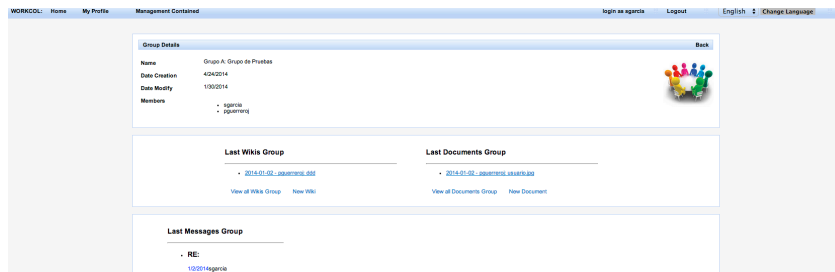 WORKCOL: Home My Profile Management Contained login as sgarcia Logout English Change Language
Group Details Back
Name Grupo A: Grupo de Pruebas
Date Creation 4/24/2014
Date Modify 1/30/2014
Members
• sgarcia
• pguerreroj
Last Wikis Group Last Documents Group
• 2014-01-02 - pguerreroj: ddd • 2014-01-02 - pguerreroj: usuario.jpg
View all Wikis Group New Wiki View all Documents Group New Document
Last Messages Group
• RE:
1/2/2014sgarcia